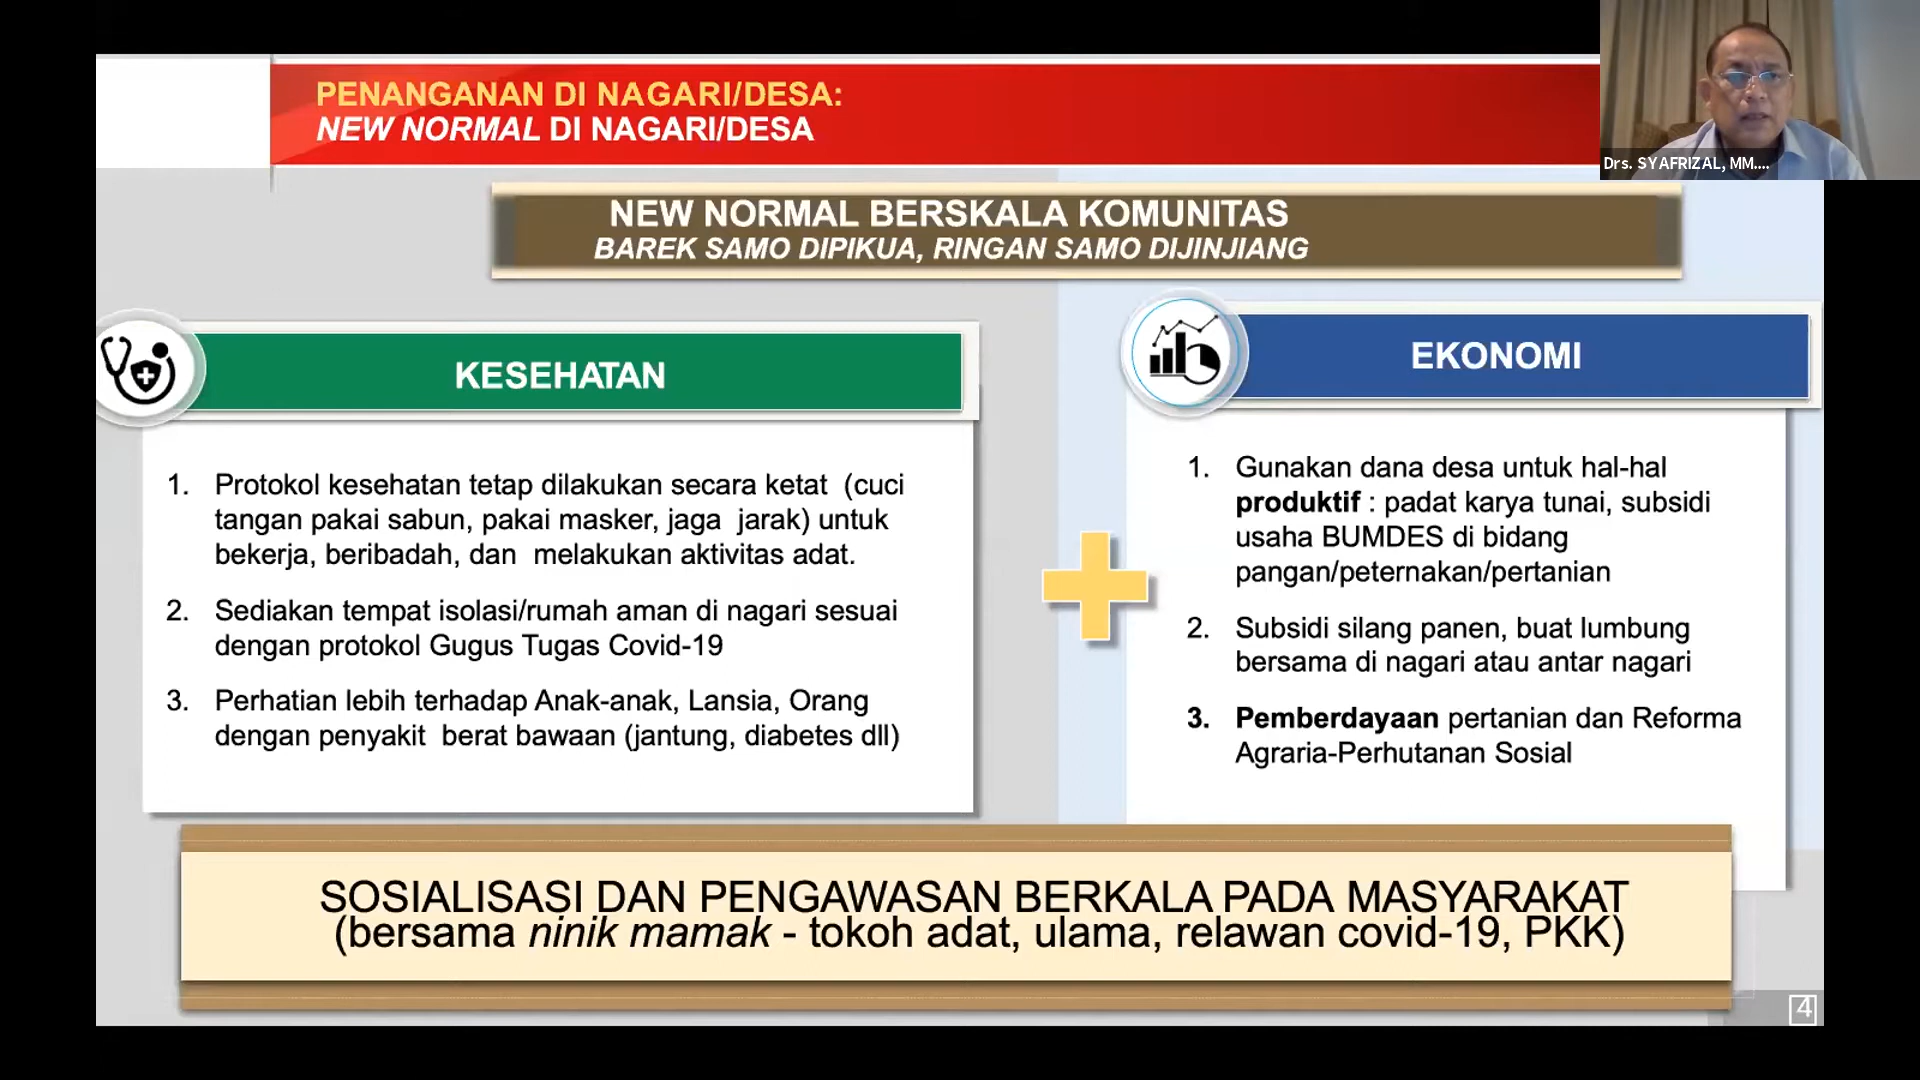 PENANGANAN DI NAGARI/DESA:
NEW NORMAL DI NAGARI/DESA
Drs. SYAFRIZAL, MM....
NEW NORMAL BERSKALA KOMUNITAS
BAREK SAMO DIPIKUA, RINGAN SAMO DIJINJIANG
KESEHATAN
1. Protokol kesehatan tetap dilakukan secara ketat (cuci
tangan pakai sabun, pakai masker, jaga jarak) untuk
bekerja, beribadah, dan melakukan aktivitas adat.
2. Sediakan tempat isolasi/rumah aman di nagari sesuai
dengan protokol Gugus Tugas Covid-19
3. Perhatian lebih terhadap Anak-anak, Lansia, Orang
dengan penyakit berat bawaan (jantung, diabetes dll)
EKONOMI
1. Gunakan dana desa untuk hal-hal
produktif : padat karya tunai, subsidi
usaha BUMDES di bidang
pangan/peternakan/pertanian
2. Subsidi silang panen, buat lumbung
bersama di nagari atau antar nagari
3. Pemberdayaan pertanian dan Reforma
Agraria-Perhutanan Sosial
SOSIALISASI DAN PENGAWASAN BERKALA PADA MASYARAKAT
(bersama ninik mamak - tokoh adat, ulama, relawan covid-19, PKK)
4